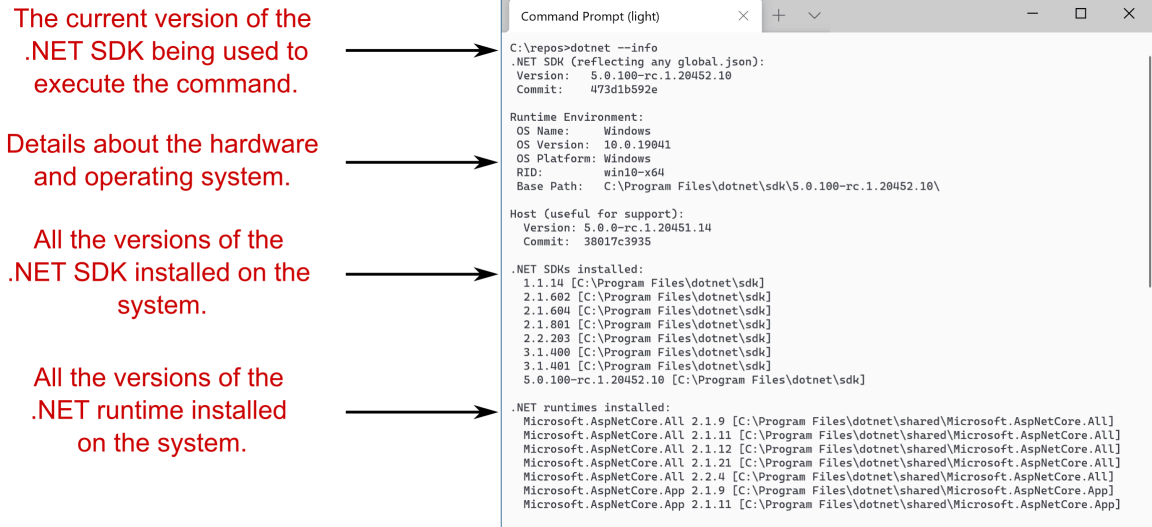 The current version of the
.NET SDK being used to
execute the command.
Details about the hardware
and operating system.
All the versions of the
.NET SDK installed on the
system.
All the versions of the
.NET runtime installed
on the system.
Command Prompt (light)
C:\repos>dotnet --info
.NET SDK (reflecting any global.json):
Version: 5.0.100-rc.1.20452.10
Commit: 473d1b592e
Runtime Environment:
OS Name: Windows
OS Version: 10.0.19041
OS Platform: Windows
RID: win10-x64
Base Path: C:\Program Files\dotnet\sdk\5.0.100-rc.1.20452.10\
Host (useful for support):
Version: 5.0.0-rc.1.20451.14
Commit: 38017c3935
.NET SDKs installed:
1.1.14 [C:\Program Files\dotnet\sdk]
2.1.602 [C:\Program Files\dotnet\sdk]
2.1.604 [C:\Program Files\dotnet\sdk]
2.1.801 [C:\Program Files\dotnet\sdk]
2.2.203 [C:\Program Files\dotnet\sdk]
3.1.400 [C:\Program Files\dotnet\sdk]
3.1.401 [C:\Program Files\dotnet\sdk]
5.0.100-rc.1.20452.10 [C:\Program Files\dotnet\sdk]
.NET runtimes installed:
Microsoft.AspNetCore.All 2.1.9 [C:\Program Files\dotnet\shared\Microsoft.AspNetCore.All]
Microsoft.AspNetCore.All 2.1.11 [C:\Program Files\dotnet\shared\Microsoft.AspNetCore.All]
Microsoft.AspNetCore.All 2.1.12 [C:\Program Files\dotnet\shared\Microsoft.AspNetCore.All]
Microsoft.AspNetCore.All 2.1.21 [C:\Program Files\dotnet\shared\Microsoft.AspNetCore.All]
Microsoft.AspNetCore.All 2.2.4 [C:\Program Files\dotnet\shared\Microsoft.AspNetCore.All]
Microsoft.AspNetCore.App 2.1.9 [C:\Program Files\dotnet\shared\Microsoft.AspNetCore.App]
Microsoft.AspNetCore.App 2.1.11 [C:\Program Files\dotnet\shared\Microsoft.AspNetCore.App]